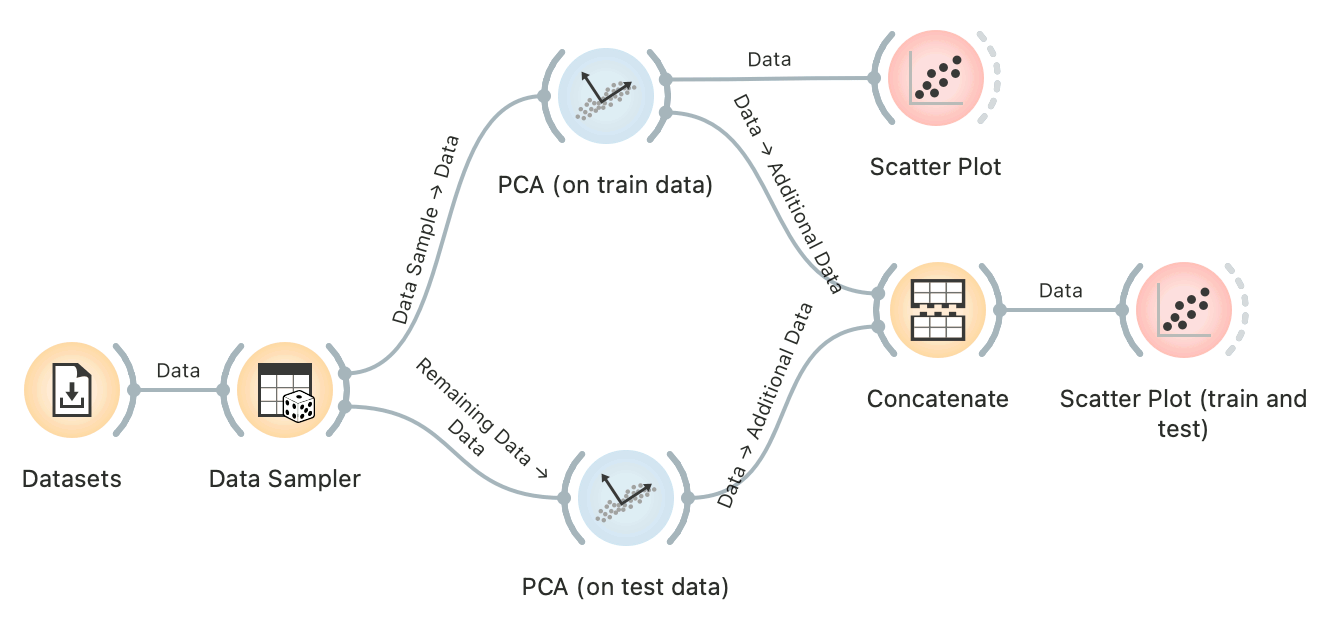 Data
Scatter Plot
Data Sample → Data
PCA (on train data)
Data → Additional Data
Data
Datasets
Data
Data Sampler
Remaining Data →
Data
Data → Additional Data
Concatenate
Scatter Plot (train and
test)
PCA (on test data)